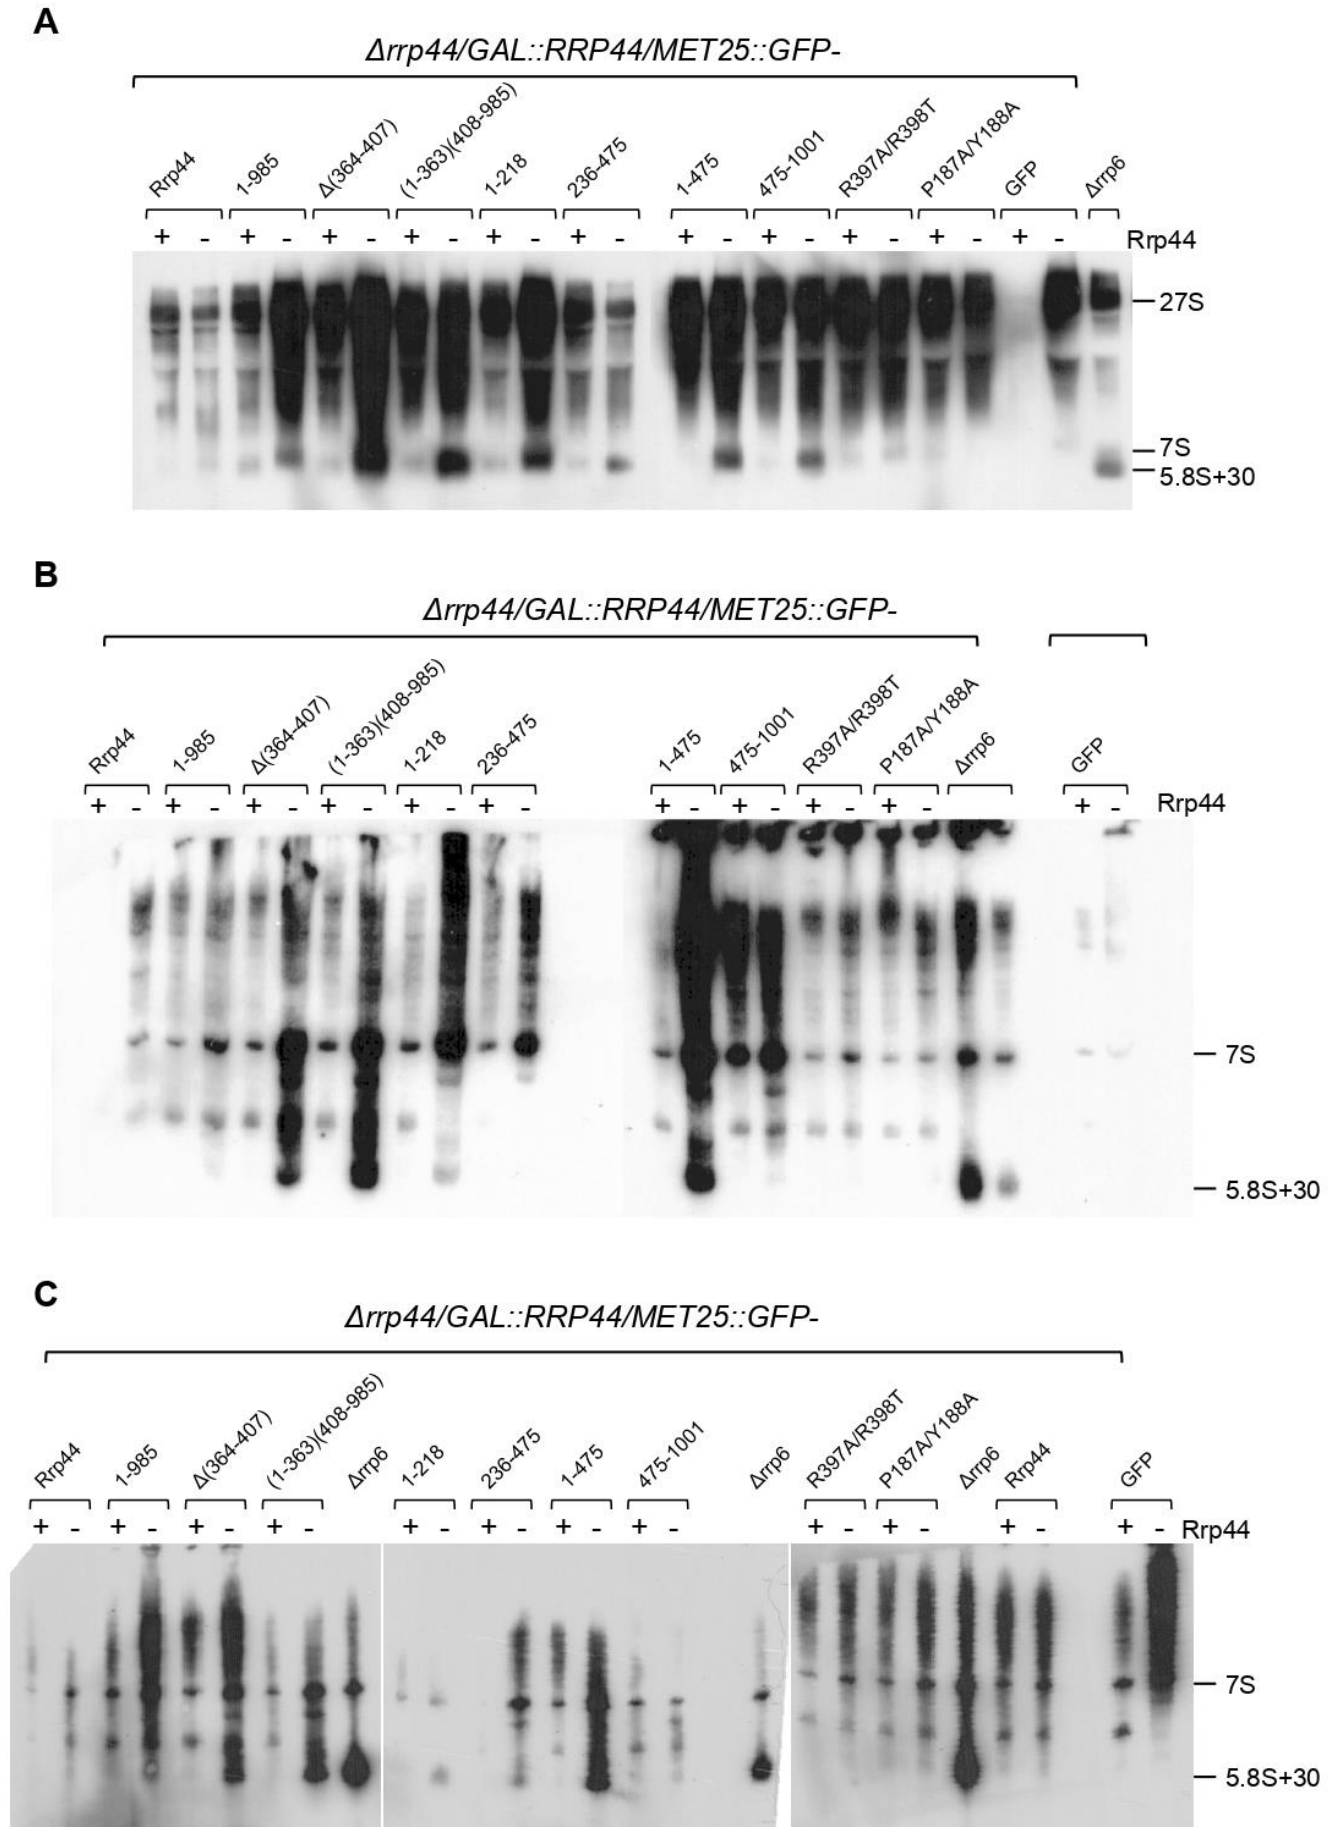 A
Δrrp44/GAL::RRP44/MET25::GFP-
Rrp44 1-985 Δ(364-407) (1-363)(408-985) 1-218 236-475 1-475 475-1001 R397A/R398T P187A/Y188A GFP Δrrp6
+ - + - + - + - + - + - + - + - + - + - + - Rrp44
27S
7S
5.8S+30
B
Δrrp44/GAL::RRP44/MET25::GFP-
Rrp44 1-985 Δ(364-407) (1-363)(408-985) 1-218 236-475 1-475 475-1001 R397A/R398T P187A/Y188A Δrrp6 GFP
+ - + - + - + - + - + - + - + - + - + - + - Rrp44
7S
5.8S+30
C
Δrrp44/GAL::RRP44/MET25::GFP-
Rrp44 1-985 Δ(364-407) (1-363)(408-985) Δrrp6 1-218 236-475 1-475 475-1001 Δrrp6 R397A/R398T P187A/Y188A Δrrp6 Rrp44 GFP
+ - + - + - + - + - + - + - + - + - + - + - + - Rrp44
7S
5.8S+30